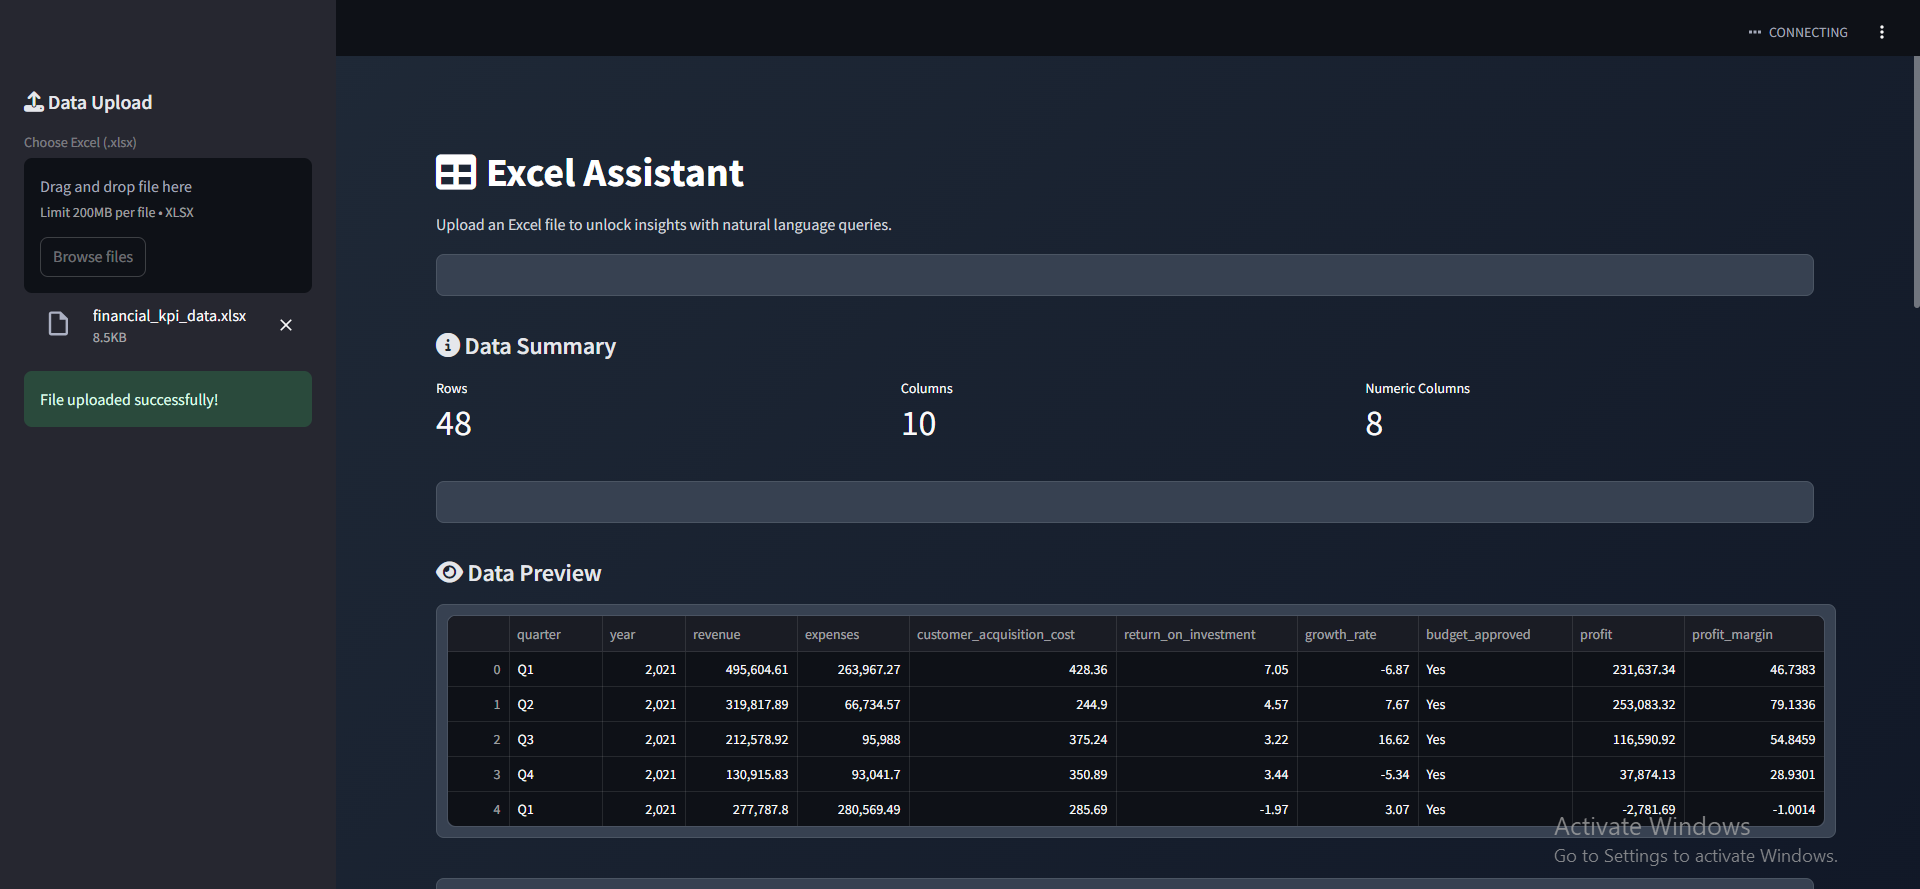 CONNECTING
Data Upload
Choose Excel (.xlsx)
Drag and drop file here
Limit 200MB per file • XLSX
Browse files
financial_kpi_data.xlsx
8.5KB
File uploaded successfully!
Excel Assistant
Upload an Excel file to unlock insights with natural language queries.
Data Summary
Rows Columns Numeric Columns
48 10 8
Data Preview
quarter year revenue expenses customer_acquisition_cost return_on_investment growth_rate budget_approved profit profit_margin
0 Q1 2,021 495,604.61 263,967.27 428.36 7.05 -6.87 Yes 231,637.34 46.7383
1 Q2 2,021 319,817.89 66,734.57 244.9 4.57 7.67 Yes 253,083.32 79.1336
2 Q3 2,021 212,578.92 95,988 375.24 3.22 16.62 Yes 116,590.92 54.8459
3 Q4 2,021 130,915.83 93,041.7 350.89 3.44 -5.34 Yes 37,874.13 28.9301
4 Q1 2,021 277,787.8 280,569.49 285.69 -1.97 3.07 Yes -2,781.69 -1.0014
Activate Windows
Go to Settings to activate Windows.